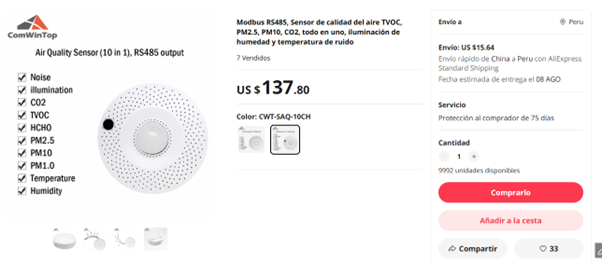 ComWinTop
Air Quality Sensor (10 in 1), RS485 output
Noise
illumination
CO2
TVOC
HCHO
PM2.5
PM10
PM1.0
Temperature
Humidity
Modbus RS485, Sensor de calidad del aire TVOC,
PM2.5, PM10, CO2, todo en uno, iluminación de
humedad y temperatura de ruido
7 Vendidos
US $137.80
Color: CWT-SAQ-10CH
Envío a
Peru
Envío: US $15.64
Envío rápido de China a Peru con AliExpress
Standard Shipping
Fecha estimada de entrega el 08 AGO
Servicio
Protección al comprador de 75 días
Cantidad
1
9992 unidades disponibles
Comprarlo
Añadir a la cesta
Compartir
33